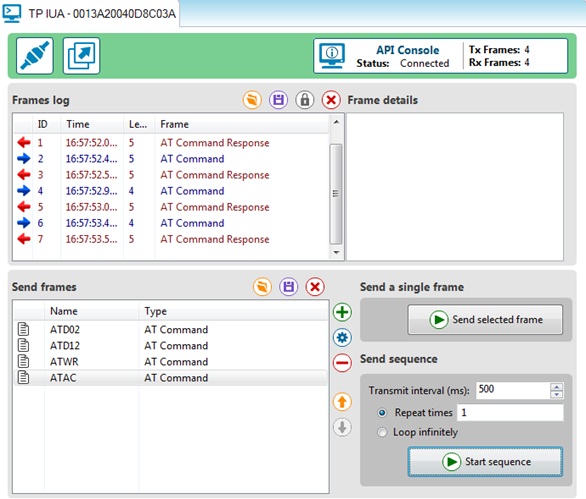 TP IUA - 0013A20040D8C03A
API Console
Status: Connected
Tx Frames: 4
Rx Frames: 4
Frames log
Frame details
ID Time Le... Frame
1 16:57:52.0... 5 AT Command Response
2 16:57:52.4... 5 AT Command
3 16:57:52.5... 5 AT Command Response
4 16:57:52.9... 4 AT Command
5 16:57:53.0... 5 AT Command Response
6 16:57:53.4... 4 AT Command
7 16:57:53.5... 5 AT Command Response
Send frames
Name Type
ATD02 AT Command
ATD12 AT Command
ATWR AT Command
ATAC AT Command
Send a single frame
Send selected frame
Send sequence
Transmit interval (ms): 500
Repeat times 1
Loop infinitely
Start sequence